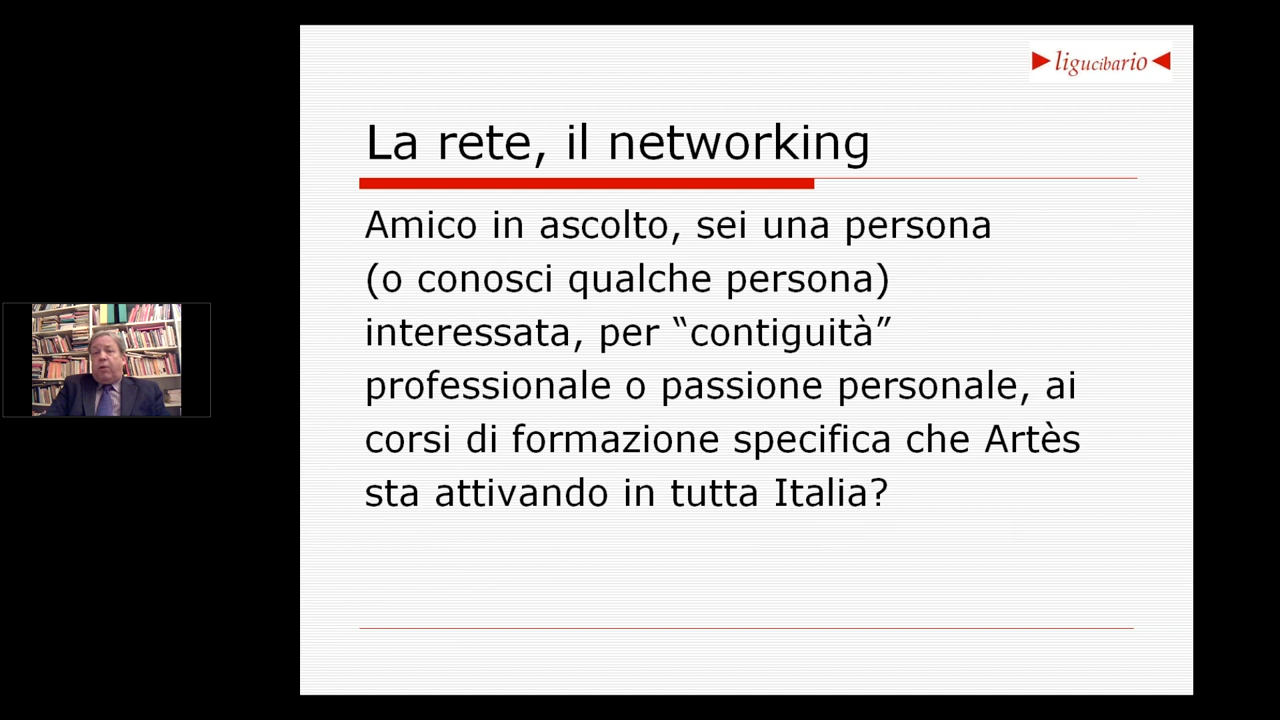 ligucibario
La rete, il networking
Amico in ascolto, sei una persona
(o conosci qualche persona)
interessata, per “contiguità”
professionale o passione personale, ai
corsi di formazione specifica che Artès
sta attivando in tutta Italia?